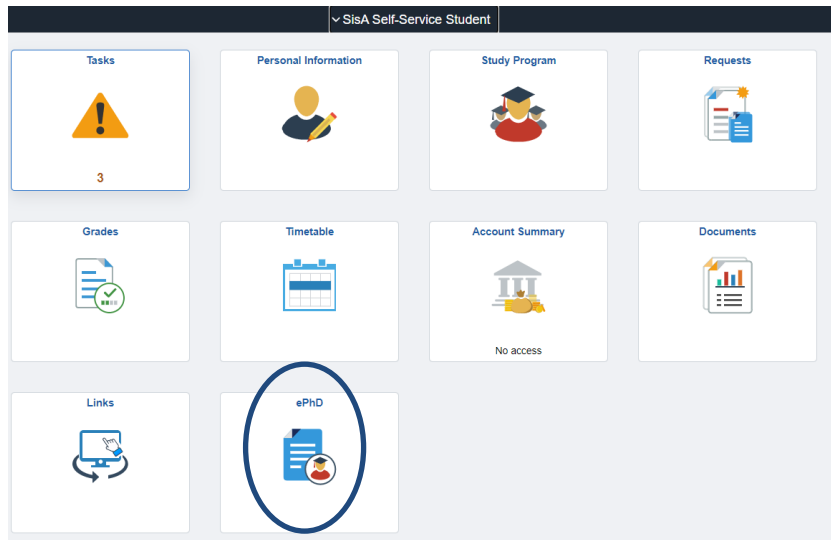 SisA Self-Service Student
Tasks
Personal Information
Study Program
Requests
3
Grades
Timetable
Account Summary
Documents
No access
Links
ePhD